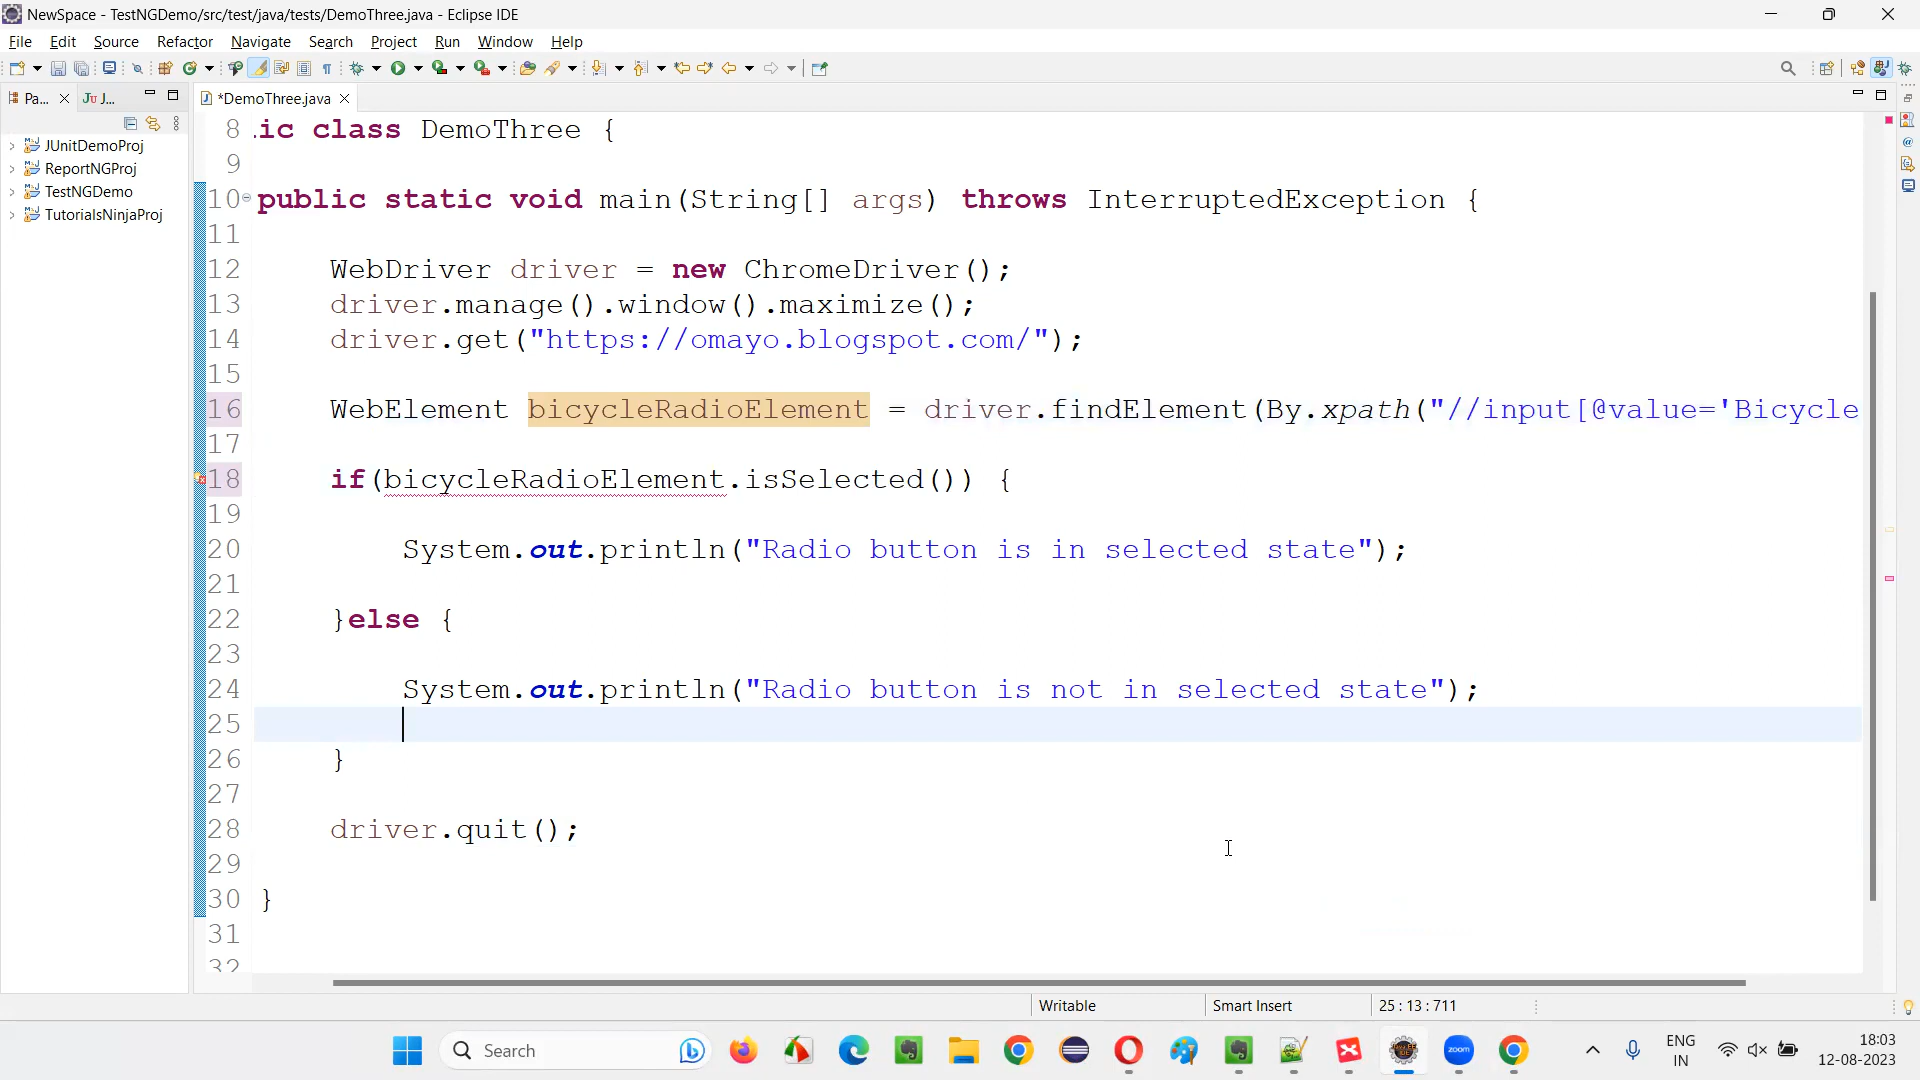 NewSpace - TestNGDemo/src/test/java/tests/DemoThree.java - Eclipse IDE
File Edit Source Refactor Navigate Search Project Run Window Help
Pa... JU J... *DemoThree.java
JUnitDemoProj
ReportNGProj
TestNGDemo
TutorialsNinjaProj
8 ic class DemoThree {
9
10 public static void main(String[] args) throws InterruptedException {
11
12 WebDriver driver = new ChromeDriver();
13 driver.manage().window().maximize();
14 driver.get("https://omayo.blogspot.com/");
15
16 WebElement bicycleRadioElement = driver.findElement(By.xpath("//input[@value='Bicycle
17
18 if(bicycleRadioElement.isSelected()) {
19
20 System.out.println("Radio button is in selected state");
21
22 }else {
23
24 System.out.println("Radio button is not in selected state");
25
26 }
27
28 driver.quit();
29
30 }
31
32
Writable Smart Insert 25 : 13 : 711
Search zoom ENG IN 18:03 12-08-2023